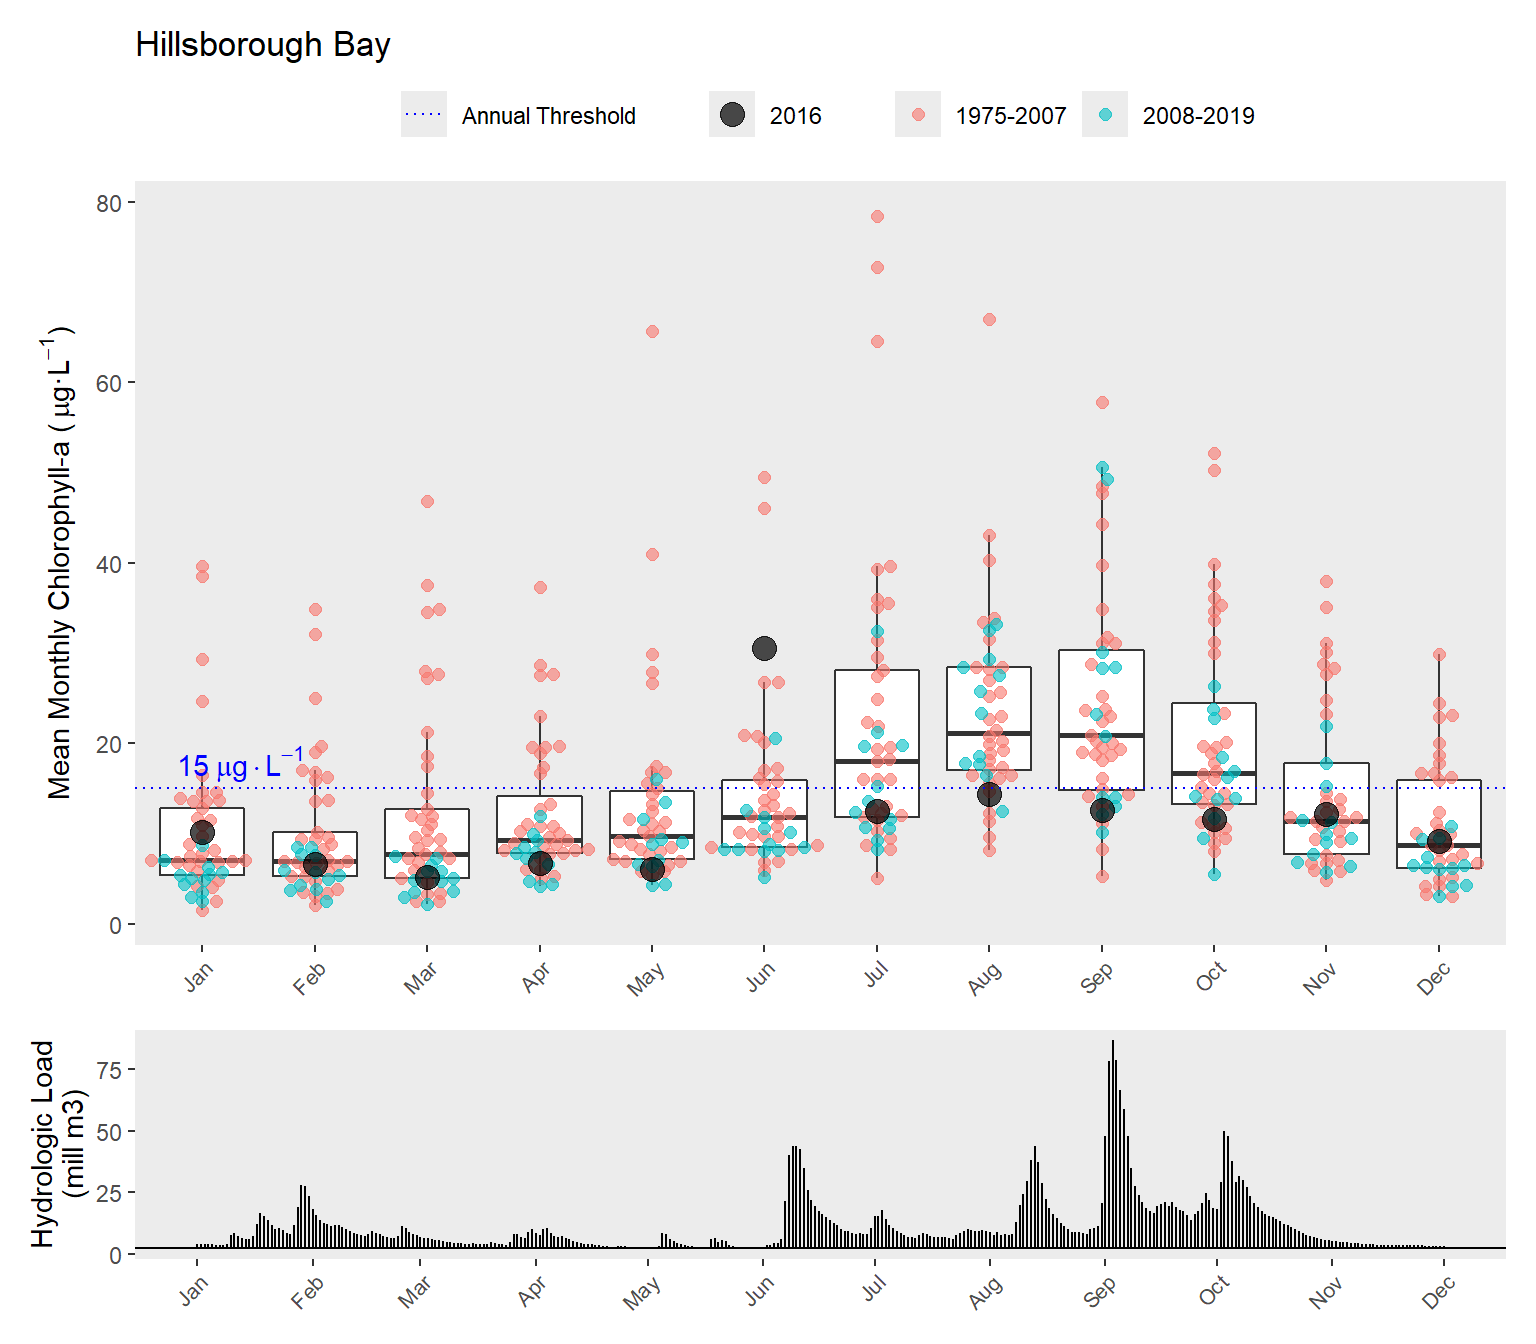 Hillsborough Bay
Annual Threshold 2016 1975-2007 2008-2019
Mean Monthly Chlorophyll-a ( μg·L⁻¹)
80
60
40
20
0
15 μg·L⁻¹
Jan Feb Mar Apr May Jun Jul Aug Sep Oct Nov Dec
Hydrologic Load
(mill m3)
75
50
25
0
Jan Feb Mar Apr May Jun Jul Aug Sep Oct Nov Dec